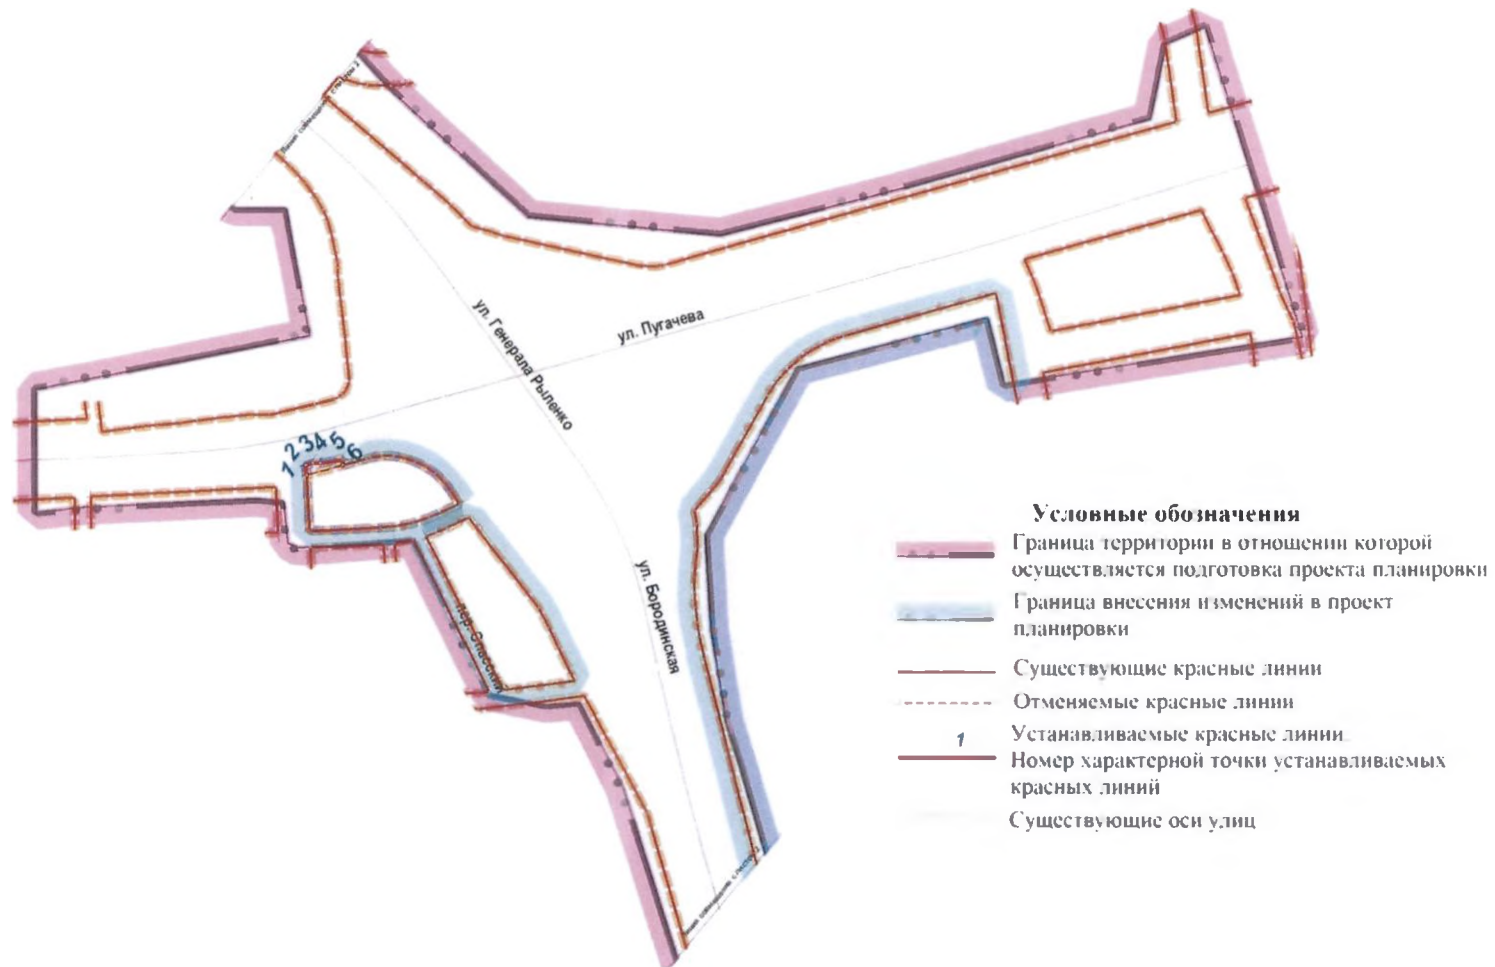 ул. Генерала Рыленко
ул. Пугачева
1 2 3 4 5 6
ул. Бородинская
пер. Спасский
Условные обозначения
Граница территории в отношении которой
осуществляется подготовка проекта планировки
Граница внесения изменений в проект
планировки
Существующие красные линии
Отменяемые красные линии
1
Устанавливаемые красные линии
Номер характерной точки устанавливаемых
красных линий
Существующие оси улиц